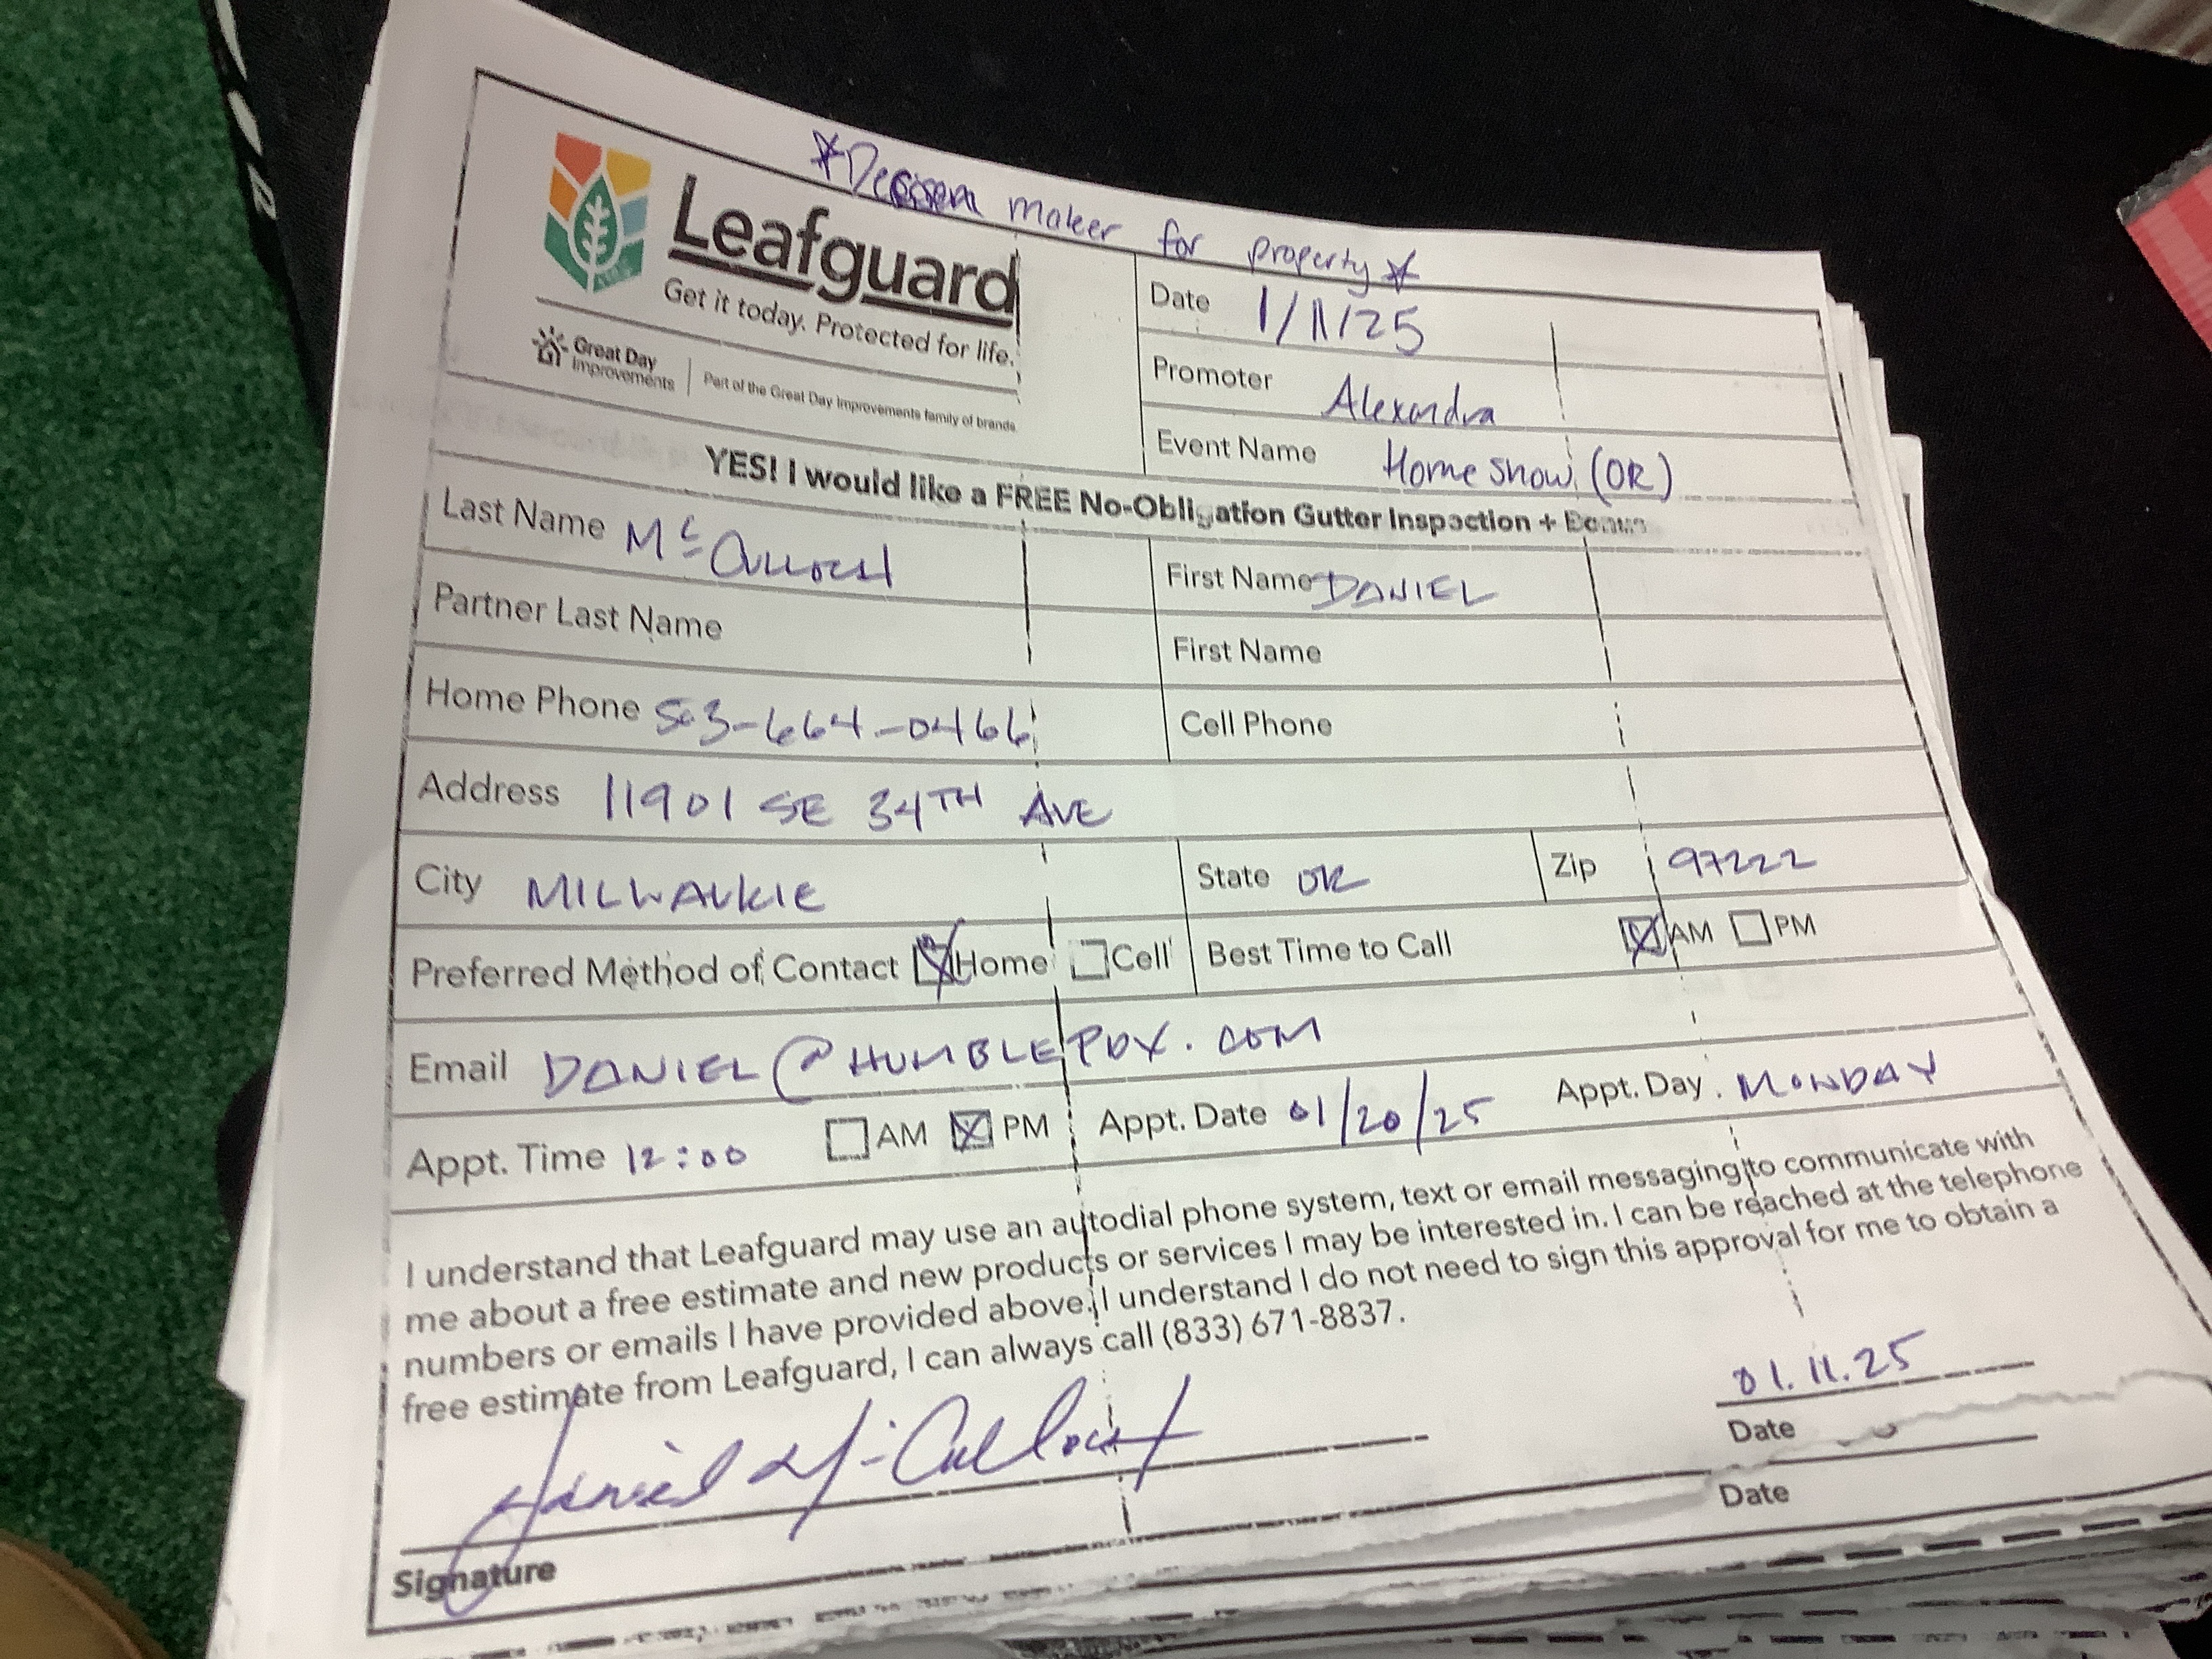 *Decision maker for property*
Leafguard
Get it today. Protected for life.
Great Day
Improvements
Part of the Great Day Improvements family of brands.
Date 1/11/25
Promoter Alexandra
Event Name Home Show (OR)
YES! I would like a FREE No-Obligation Gutter Inspection + Bonus
Last Name McCulloch
First Name DANIEL
Partner Last Name
First Name
Home Phone 503-664-0466
Cell Phone
Address 11901 SE 34TH AVE
City MILWAUKIE
State OR
Zip 97222
Preferred Method of Contact Home Cell
Best Time to Call AM PM
Email DANIEL@HUMBLEPDX.COM
Appt. Time 12:00 AM PM
Appt. Date 01/20/25
Appt. Day MONDAY
I understand that Leafguard may use an autodial phone system, text or email messaging to communicate with
me about a free estimate and new products or services I may be interested in. I can be reached at the telephone
numbers or emails I have provided above. I understand I do not need to sign this approval for me to obtain a
free estimate from Leafguard, I can always call (833) 671-8837.
Daniel McCulloch
01.11.25
Signature
Date
Date